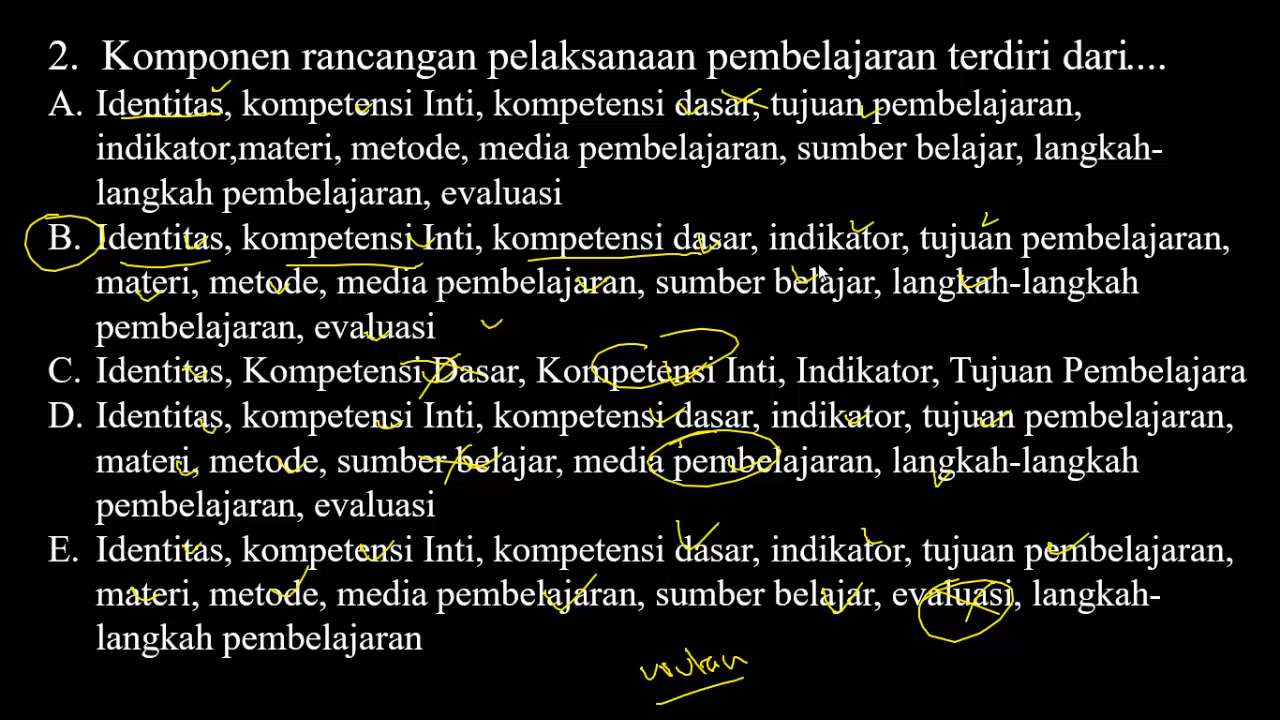 2. Komponen rancangan pelaksanaan pembelajaran terdiri dari....
A. Identitas, kompetensi Inti, kompetensi dasar, tujuan pembelajaran,
indikator,materi, metode, media pembelajaran, sumber belajar, langkah-
langkah pembelajaran, evaluasi
B. Identitas, kompetensi Inti, kompetensi dasar, indikator, tujuan pembelajaran,
materi, metode, media pembelajaran, sumber belajar, langkah-langkah
pembelajaran, evaluasi
C. Identitas, Kompetensi Dasar, Kompetensi Inti, Indikator, Tujuan Pembelajara
D. Identitas, kompetensi Inti, kompetensi dasar, indikator, tujuan pembelajaran,
materi, metode, sumber belajar, media pembelajaran, langkah-langkah
pembelajaran, evaluasi
E. Identitas, kompetensi Inti, kompetensi dasar, indikator, tujuan pembelajaran,
materi, metode, media pembelajaran, sumber belajar, evaluasi, langkah-
langkah pembelajaran
urutan